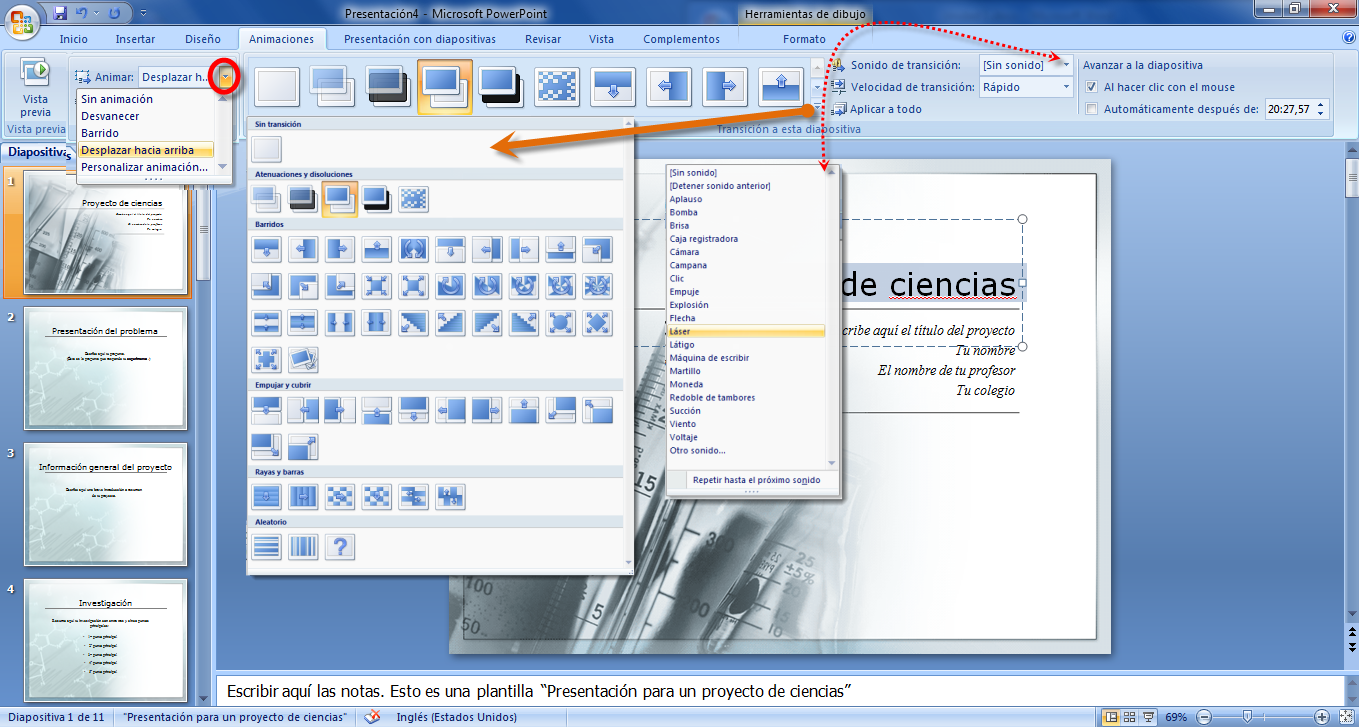 Presentación4 - Microsoft PowerPoint
Herramientas de dibujo
Inicio
Insertar
Diseño
Animaciones
Presentación con diapositivas
Revisar
Vista
Complementos
Formato
Vista previa
Vista previa
Animar: Desplazar h...
Sin animación
Desvanecer
Barrido
Desplazar hacia arriba
Personalizar animación...
Sonido de transición: [Sin sonido]
Velocidad de transición: Rápido
Aplicar a todo
Transición a esta diapositiva
Avanzar a la diapositiva
Al hacer clic con el mouse
Automáticamente después de: 20:27,57
Diapositivas
Sin transición
Atenuaciones y disoluciones
Barridos
Empujar y cubrir
Rayas y barras
Aleatorio
[Sin sonido]
[Detener sonido anterior]
Aplauso
Bomba
Brisa
Caja registradora
Cámara
Campana
Clic
Empuje
Explosión
Flecha
Láser
Látigo
Máquina de escribir
Martillo
Moneda
Redoble de tambores
Succión
Viento
Voltaje
Otro sonido...
Repetir hasta el próximo sonido
1
Proyecto de ciencias
2
Presentación del problema
3
Información general del proyecto
4
Investigación
de ciencias
cribe aquí el título del proyecto
Tu nombre
El nombre de tu profesor
Tu colegio
Escribir aquí las notas. Esto es una plantilla “Presentación para un proyecto de ciencias”
Diapositiva 1 de 11
"Presentación para un proyecto de ciencias"
Inglés (Estados Unidos)
69%